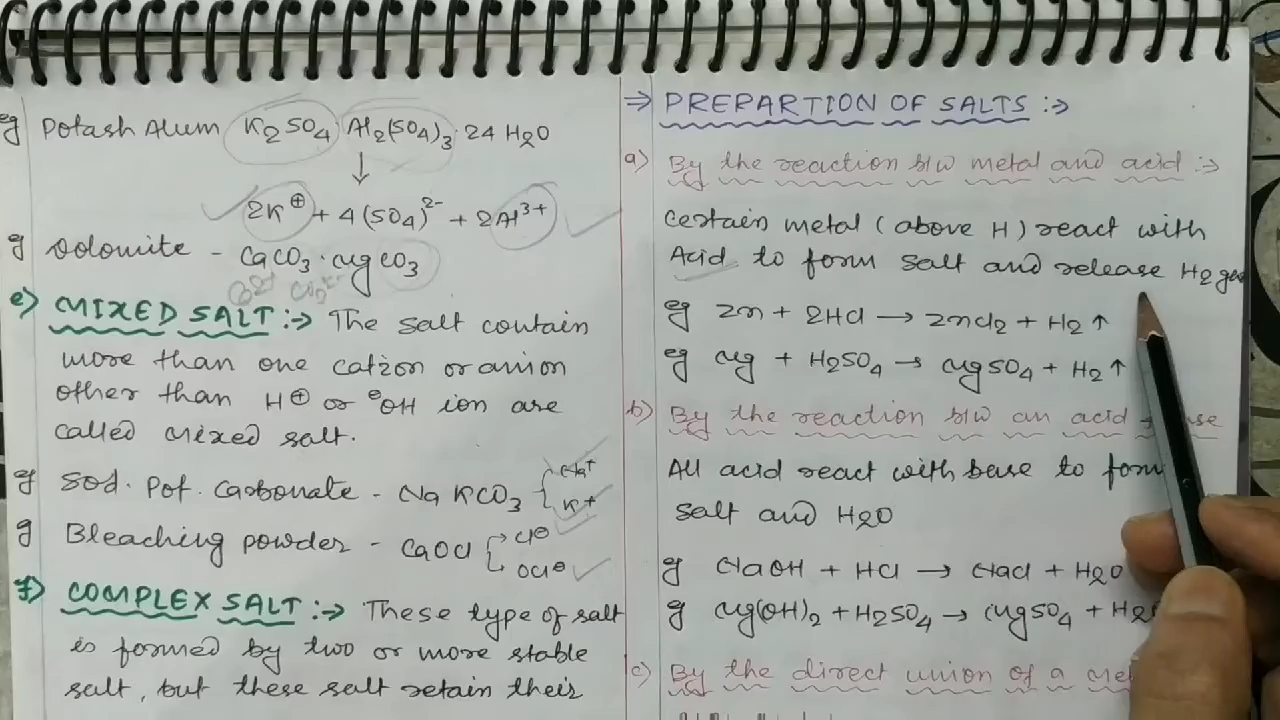 eg Potash Alum K2SO4 Al2(SO4)3·24 H2O
↓
2K⊕ + 4(SO4)2- + 2Al3+
g Dolomite - CaCO3·MgCO3
e) MIXED SALT :→ The salt contain
more than one cation or anion
other than H⊕ or ⊖OH ion are
called Mixed salt.
eg Sod. Pot. Carbonate - NaKCO3 Na+
K+
g Bleaching powder - CaOCl Cl⊖
OCl⊖
f) COMPLEX SALT :→ These type of salt
is formed by two or more stable
salt, but these salt retain their
⇒ PREPARTION OF SALTS :→
a) By the reaction b/w metal and acid :→
Certain metal (above H) react with
Acid to form salt and release H2 gas
eg Zn + 2HCl → ZnCl2 + H2↑
eg Mg + H2SO4 → MgSO4 + H2↑
b) By the reaction b/w an acid
All acid react with base to form
salt and H2O
eg NaOH + HCl → NaCl + H2O
g Mg(OH)2 + H2SO4 → MgSO4 + H2O
c) By the direct union of a